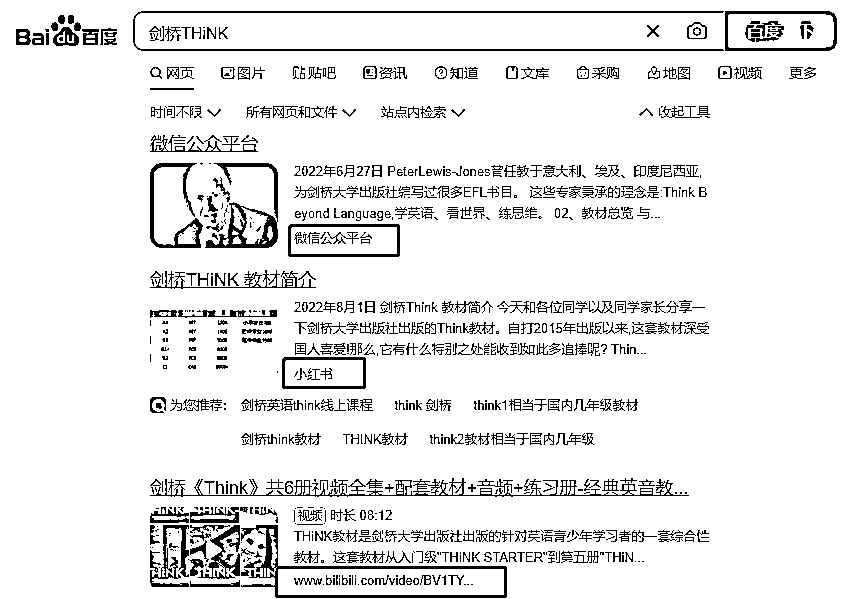 Bai du 百度
剑桥THiNK
百度一下
网页 图片 贴吧 资讯 知道 文库 采购 地图 视频 更多
时间不限 所有网页和文件 站点内检索 收起工具
微信公众平台
2022年6月27日 PeterLewis-Jones曾任教于意大利、埃及、印度尼西亚,
为剑桥大学出版社编写过很多EFL书目。 这些专家秉承的理念是:Think B
eyond Language,学英语、看世界、练思维。 02、教材总览 与...
微信公众平台
剑桥THiNK 教材简介
2022年8月1日 剑桥Think 教材简介 今天和各位同学以及同学家长分享一
下剑桥大学出版社出版的Think教材。自打2015年出版以来,这套教材深受
国人喜爱!那么,它有什么特别之处能收到如此多追捧呢? Thin...
小红书
为您推荐: 剑桥英语think线上课程 think 剑桥 think1相当于国内几年级教材
剑桥think教材 THINK教材 think2教材相当于国内几年级
剑桥《Think》共6册视频全集+配套教材+音频+练习册-经典英音教...
视频 时长 08:12
THiNK教材是剑桥大学出版社出版的针对英语青少年学习者的一套综合性
教材。这套教材从入门级"THiNK STARTER"到第五册"THiN...
www.bilibili.com/video/BV1TY...